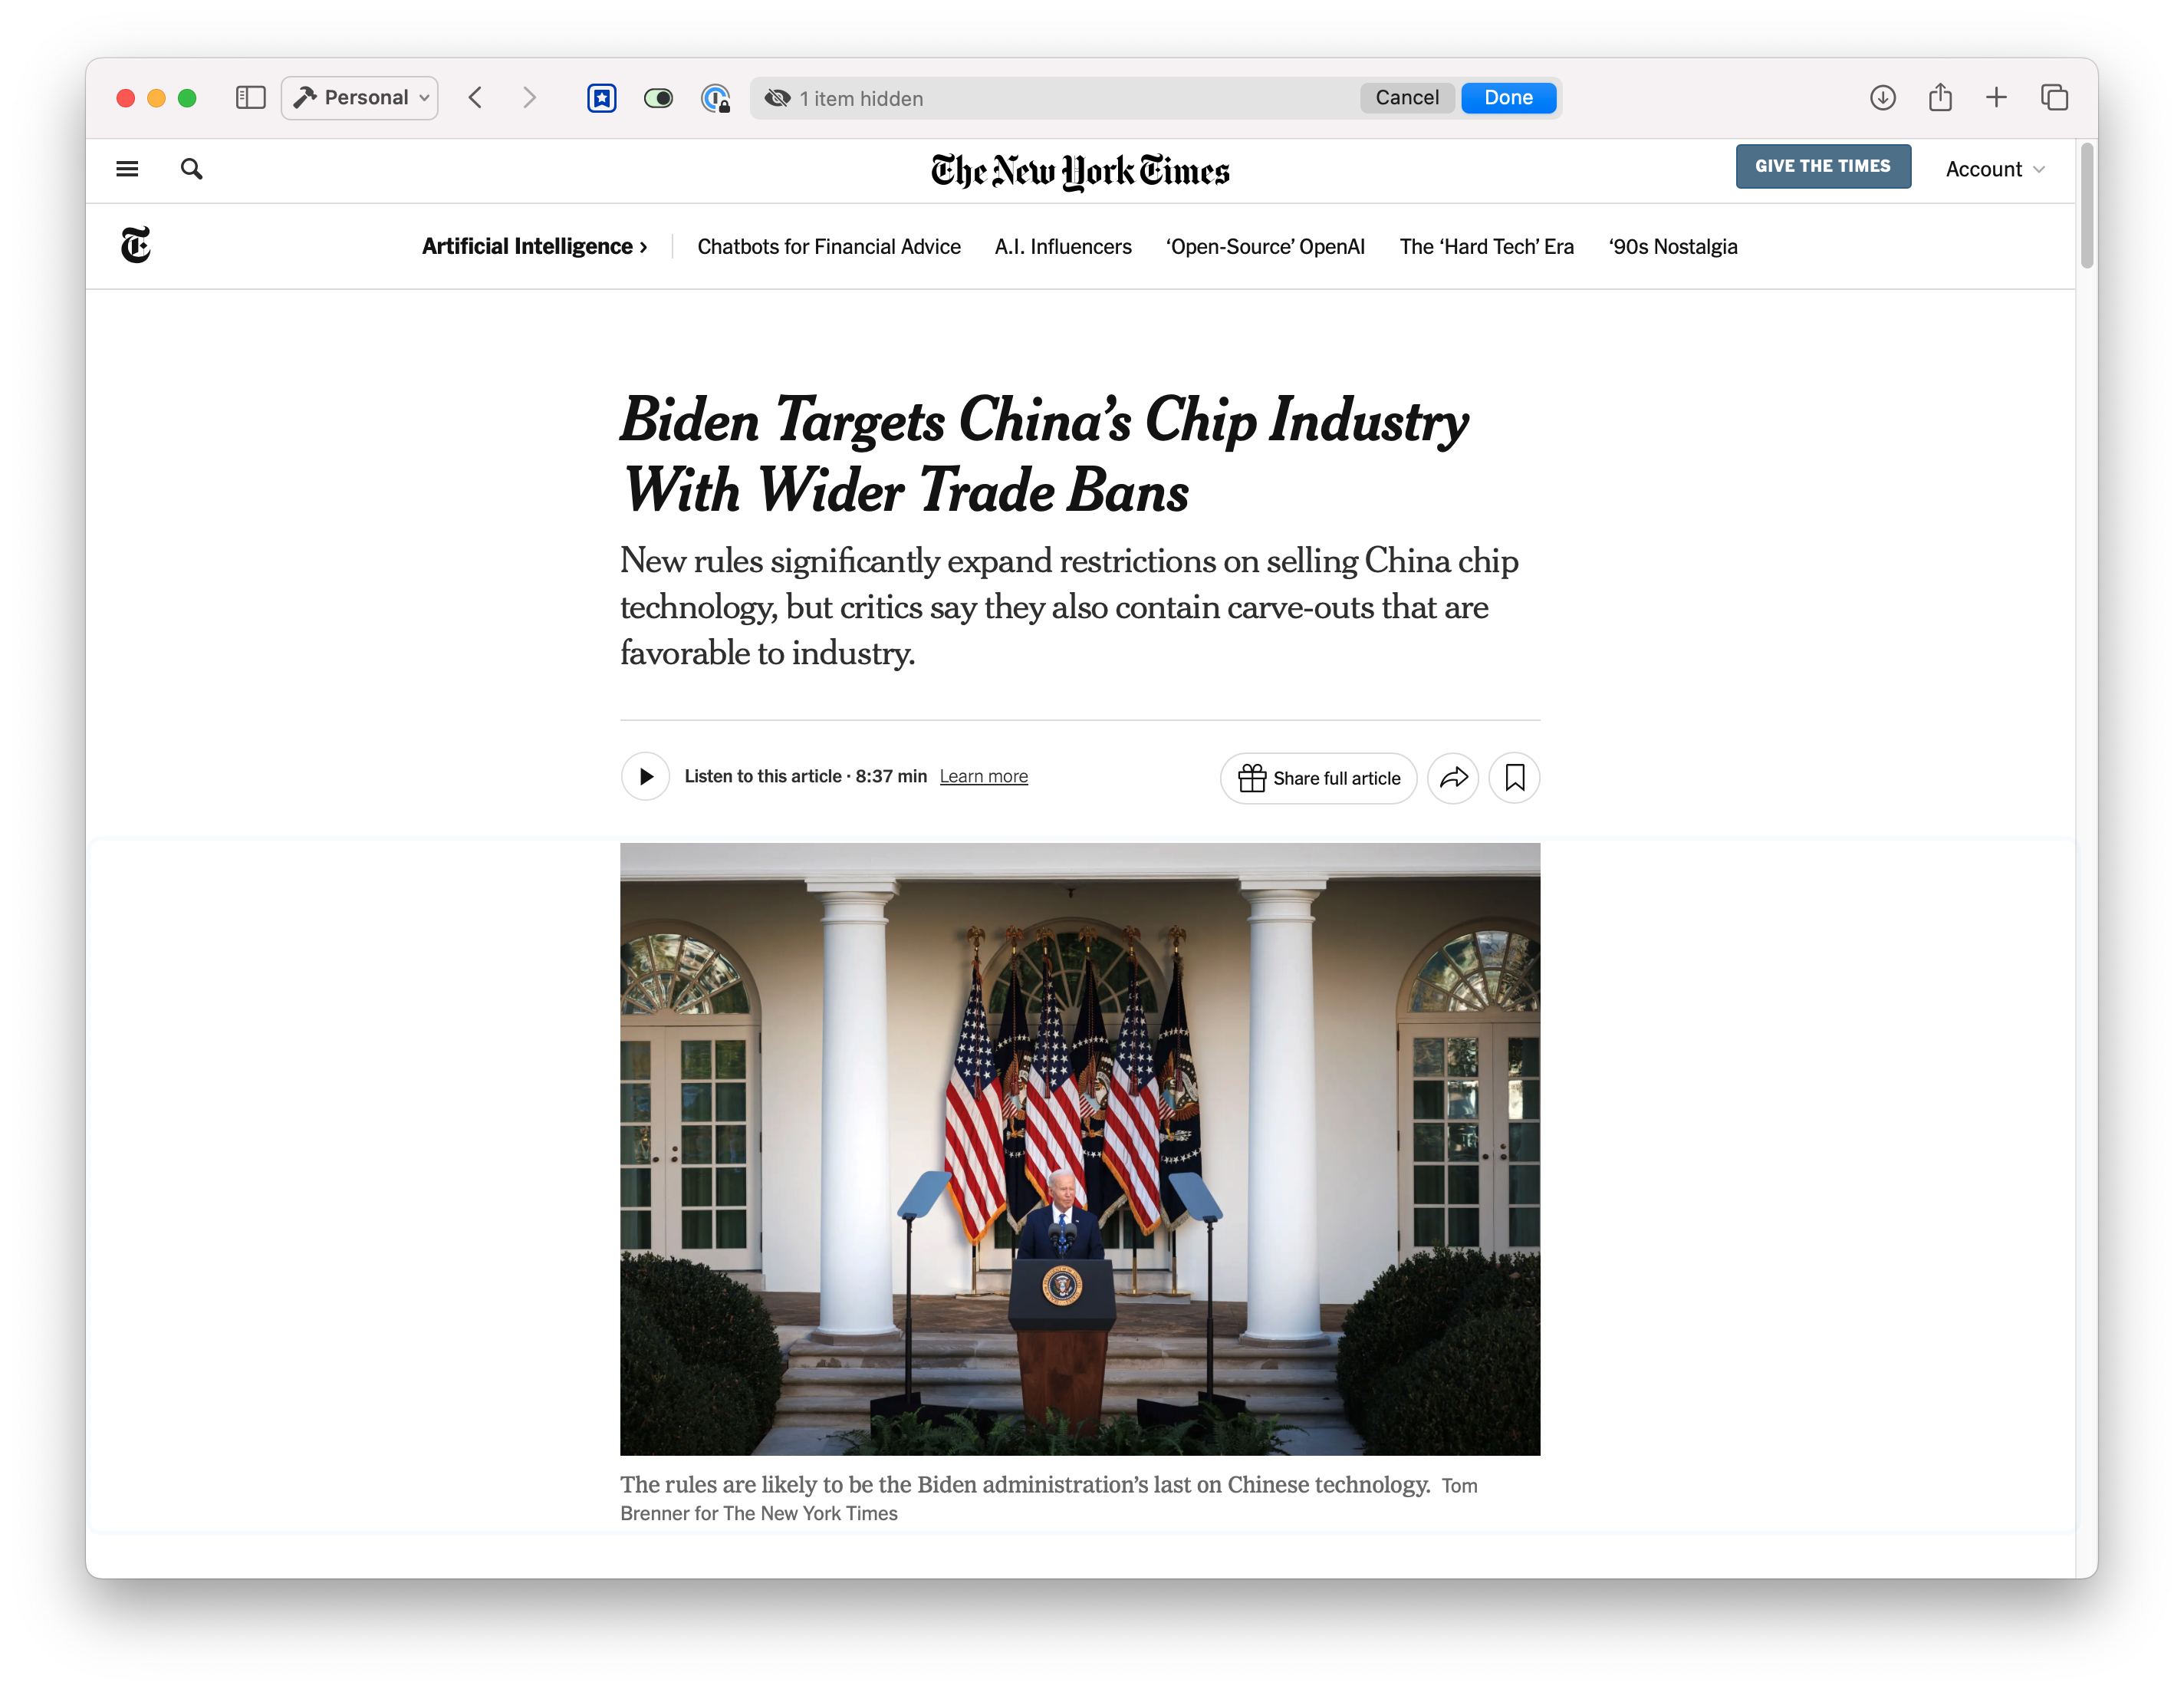 Personal
1 item hidden
Cancel
Done
The New York Times
GIVE THE TIMES
Account
T
Artificial Intelligence ›
Chatbots for Financial Advice
A.I. Influencers
‘Open-Source’ OpenAI
The ‘Hard Tech’ Era
‘90s Nostalgia
Biden Targets China’s Chip Industry
With Wider Trade Bans
New rules significantly expand restrictions on selling China chip
technology, but critics say they also contain carve-outs that are
favorable to industry.
Listen to this article · 8:37 min Learn more
Share full article
The rules are likely to be the Biden administration’s last on Chinese technology. Tom
Brenner for The New York Times